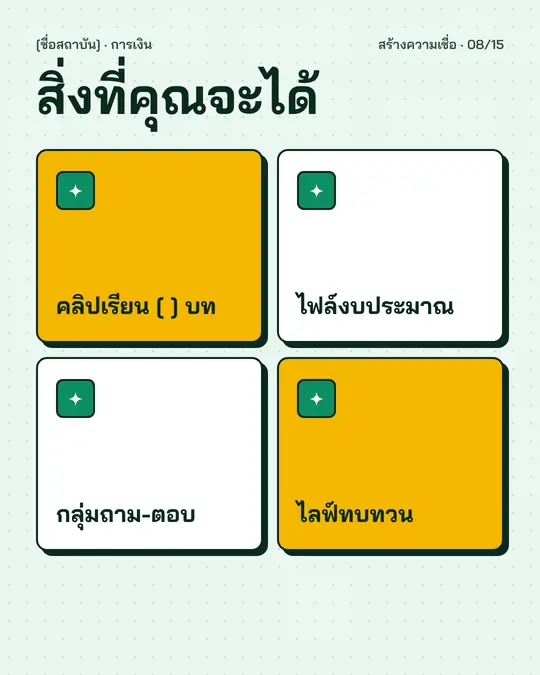 [ชื่อสถาบัน] · การเงิน
สร้างความเชื่อ · 08/15
สิ่งที่คุณจะได้
คลิปเรียน [ ] บท
ไฟล์งบประมาณ
กลุ่มถาม-ตอบ
ไลฟ์ทบทวน